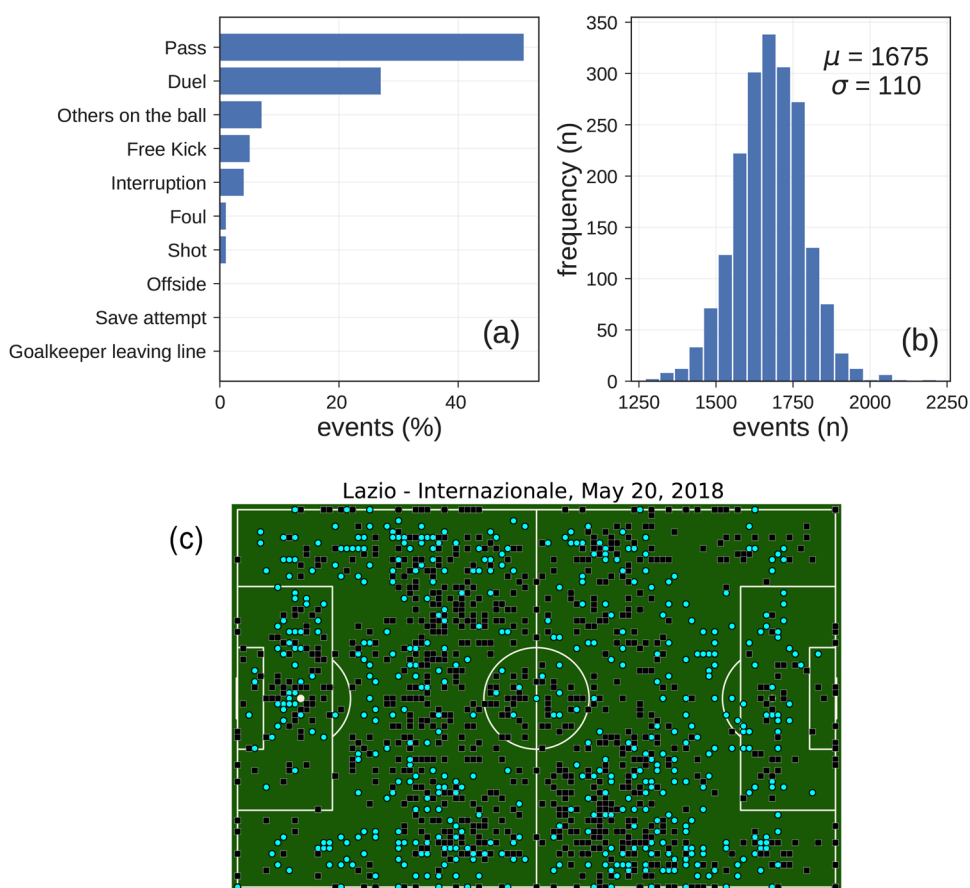 Pass
Duel
Others on the ball
Free Kick
Interruption
Foul
Shot
Offside
Save attempt
Goalkeeper leaving line
(a)
0 20 40
events (%)
350
300
250
200
150
100
50
0
frequency (n)
μ = 1675
σ = 110
(b)
1250 1500 1750 2000 2250
events (n)
Lazio - Internazionale, May 20, 2018
(c)